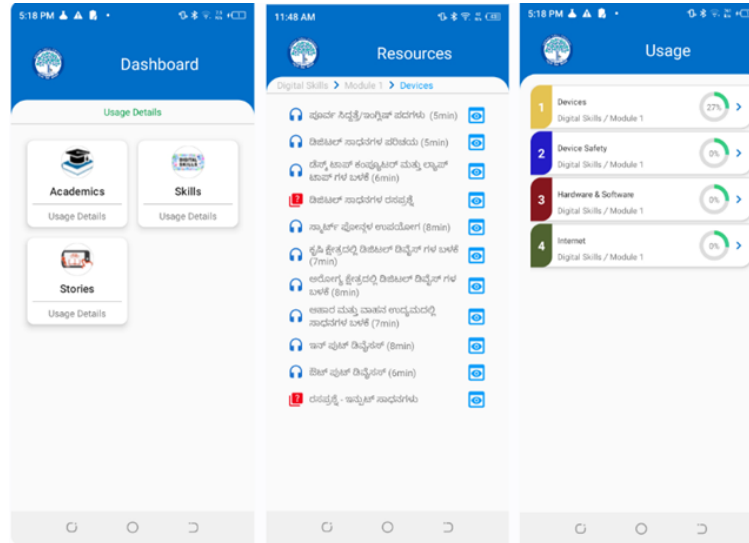 5:18 PM
Dashboard
Usage Details
Academics
Usage Details
DIGITAL
SKILLS
Skills
Usage Details
Stories
Usage Details
11:48 AM
Resources
Digital Skills > Module 1 > Devices
ಪೂರ್ವ ಸಿದ್ಧತೆ/ಇಂಗ್ಲಿಷ್ ಪದಗಳು (5min)
ಡಿಜಿಟಲ್ ಸಾಧನಗಳ ಪರಿಚಯ (5min)
ಡೆಸ್ಕ್ ಟಾಪ್ ಕಂಪ್ಯೂಟರ್ ಮತ್ತು ಲ್ಯಾಪ್
ಟಾಪ್ ಗಳ ಬಳಕೆ (6min)
ಡಿಜಿಟಲ್ ಸಾಧನಗಳ ರಸಪ್ರಶ್ನೆ
ಸ್ಮಾರ್ಟ್ ಫೋನ್ಗಳ ಉಪಯೋಗ (8min)
ಕೃಷಿ ಕ್ಷೇತ್ರದಲ್ಲಿ ಡಿಜಿಟಲ್ ಡಿವೈಸ್ ಗಳ ಬಳಕೆ
(7min)
ಆರೋಗ್ಯ ಕ್ಷೇತ್ರದಲ್ಲಿ ಡಿಜಿಟಲ್ ಡಿವೈಸ್ ಗಳ
ಬಳಕೆ (8min)
ಆಹಾರ ಮತ್ತು ವಾಹನ ಉದ್ಯಮದಲ್ಲಿ
ಸಾಧನಗಳ ಬಳಕೆ (7min)
ಇನ್ ಪುಟ್ ಡಿವೈಸಸ್ (8min)
ಔಟ್ ಪುಟ್ ಡಿವೈಸಸ್ (6min)
ರಸಪ್ರಶ್ನೆ - ಇನ್ಪುಟ್ ಸಾಧನಗಳು
5:18 PM
Usage
1 Devices 27%
Digital Skills / Module 1
2 Device Safety 0%
Digital Skills / Module 1
3 Hardware & Software 0%
Digital Skills / Module 1
4 Internet 0%
Digital Skills / Module 1